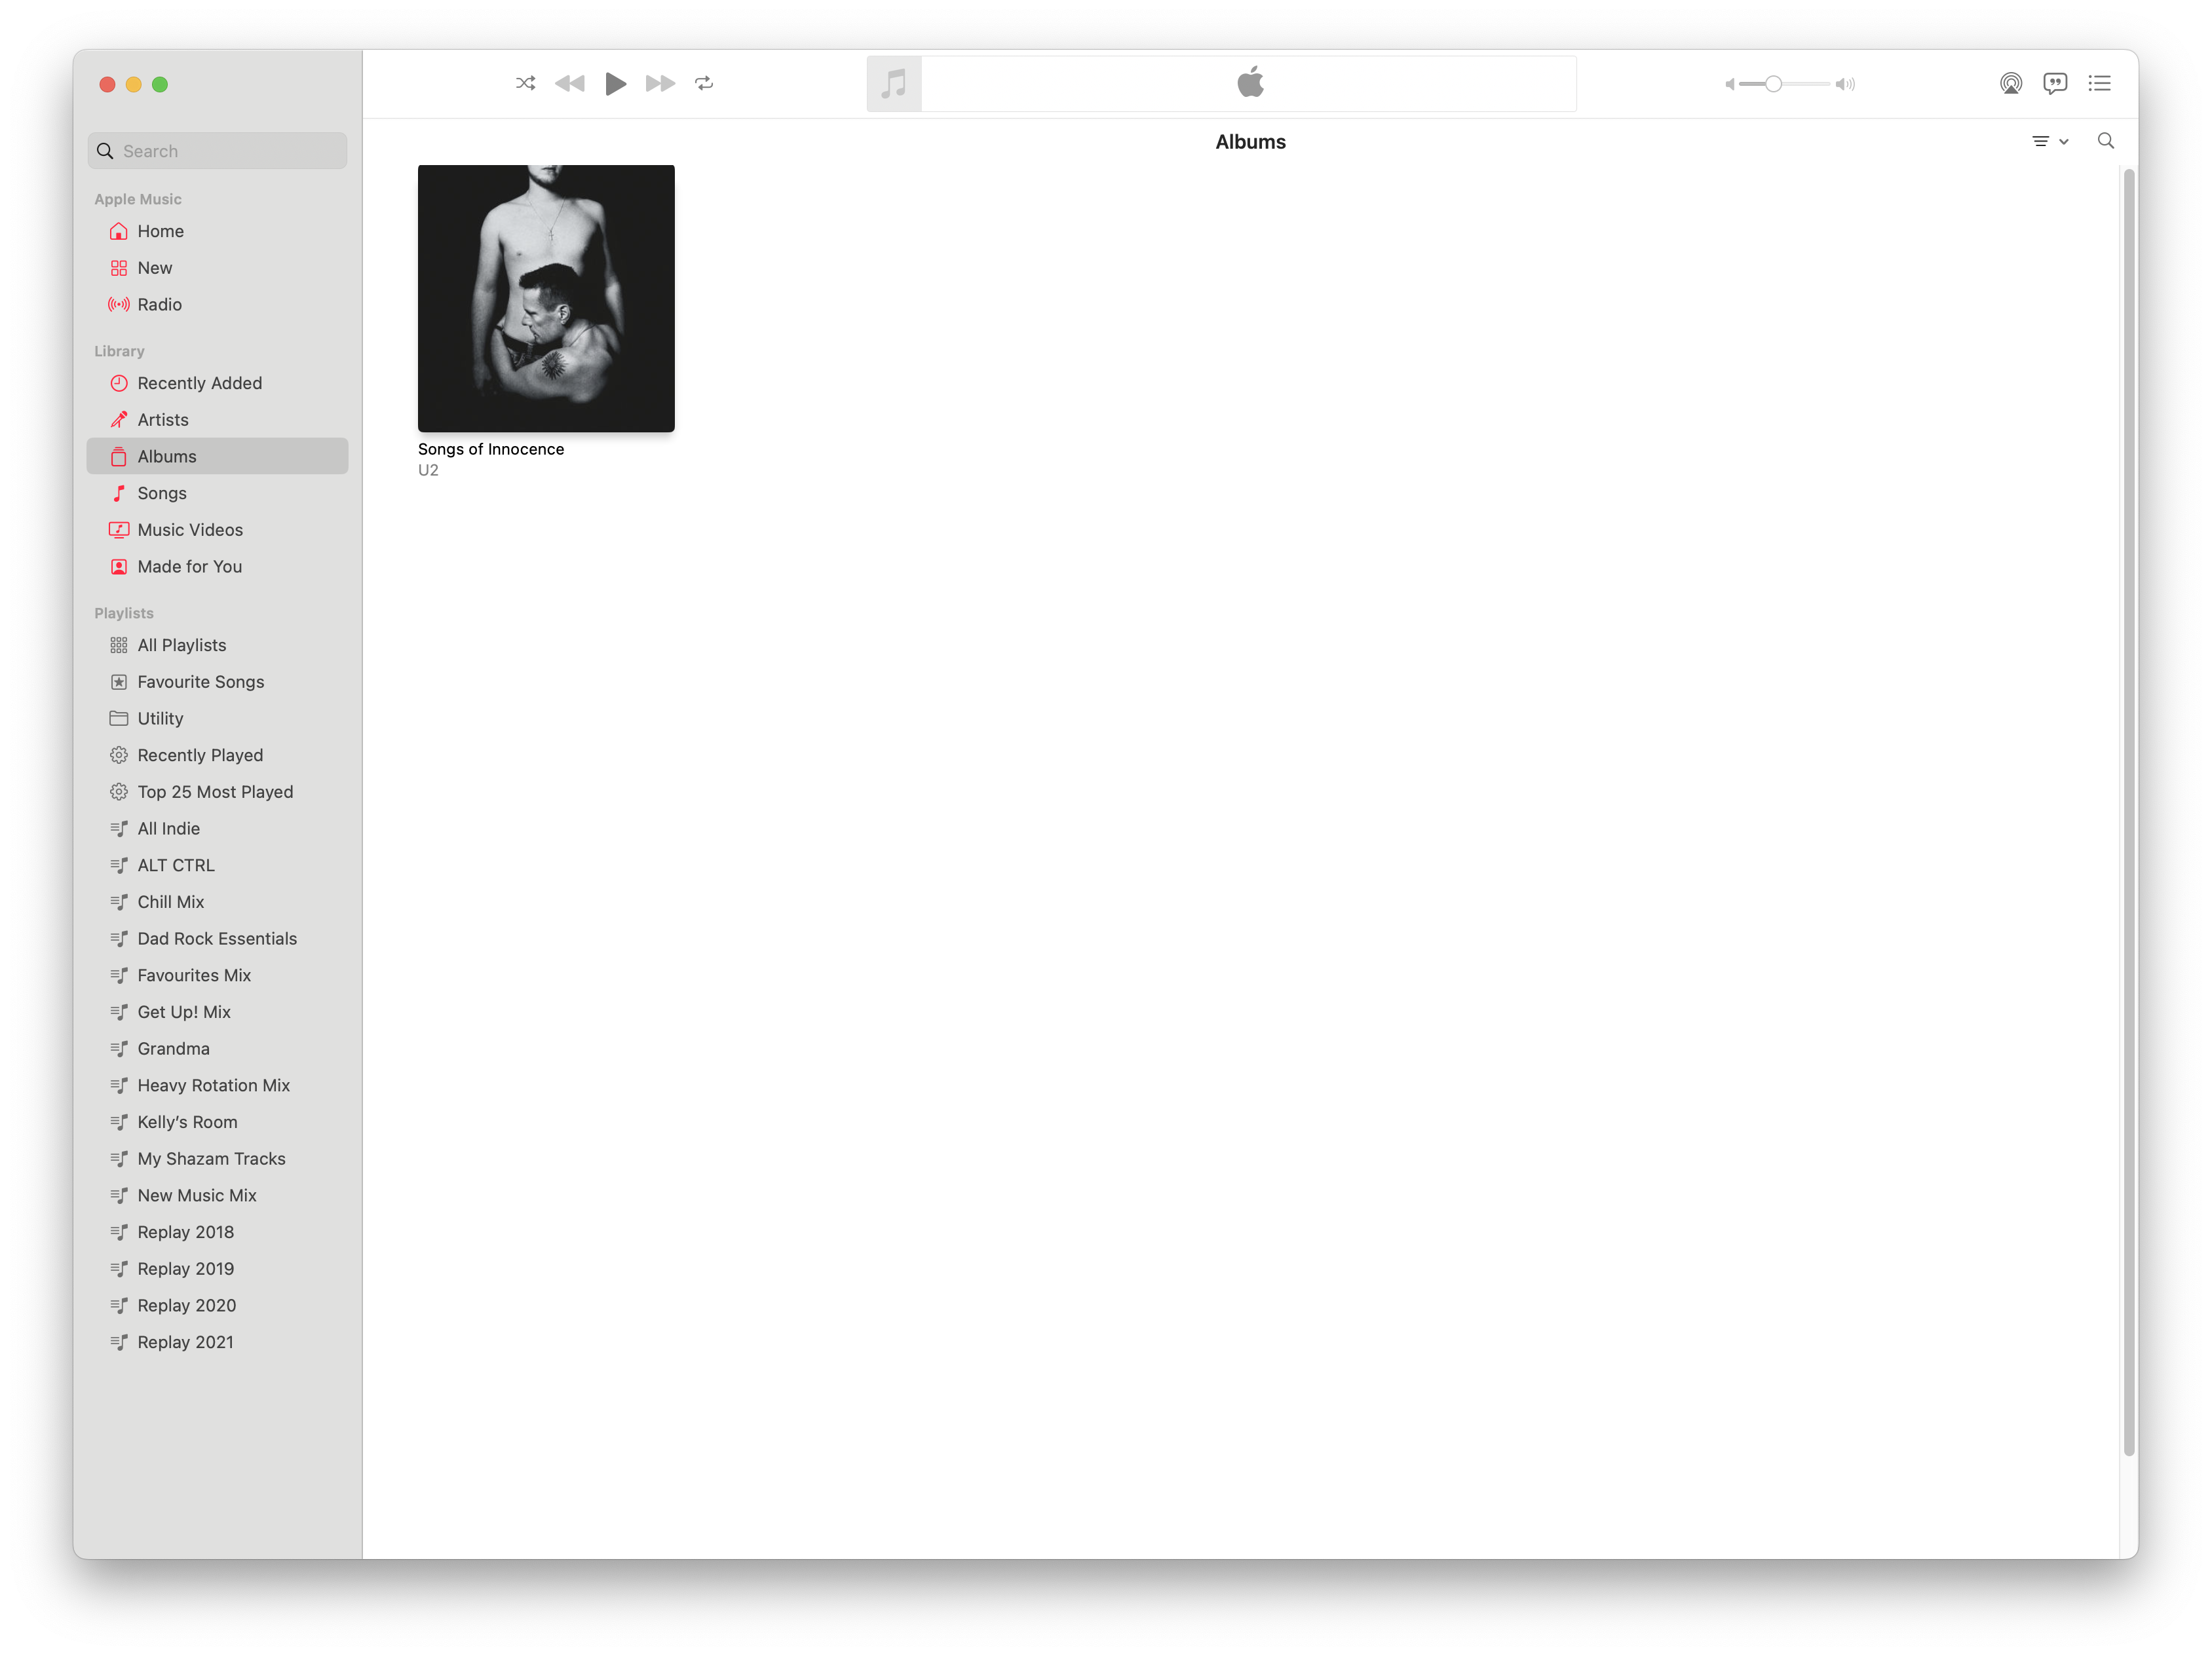 Search
Apple Music
Home
New
Radio
Library
Recently Added
Artists
Albums
Songs
Music Videos
Made for You
Playlists
All Playlists
Favourite Songs
Utility
Recently Played
Top 25 Most Played
All Indie
ALT CTRL
Chill Mix
Dad Rock Essentials
Favourites Mix
Get Up! Mix
Grandma
Heavy Rotation Mix
Kelly’s Room
My Shazam Tracks
New Music Mix
Replay 2018
Replay 2019
Replay 2020
Replay 2021
Albums
Songs of Innocence
U2